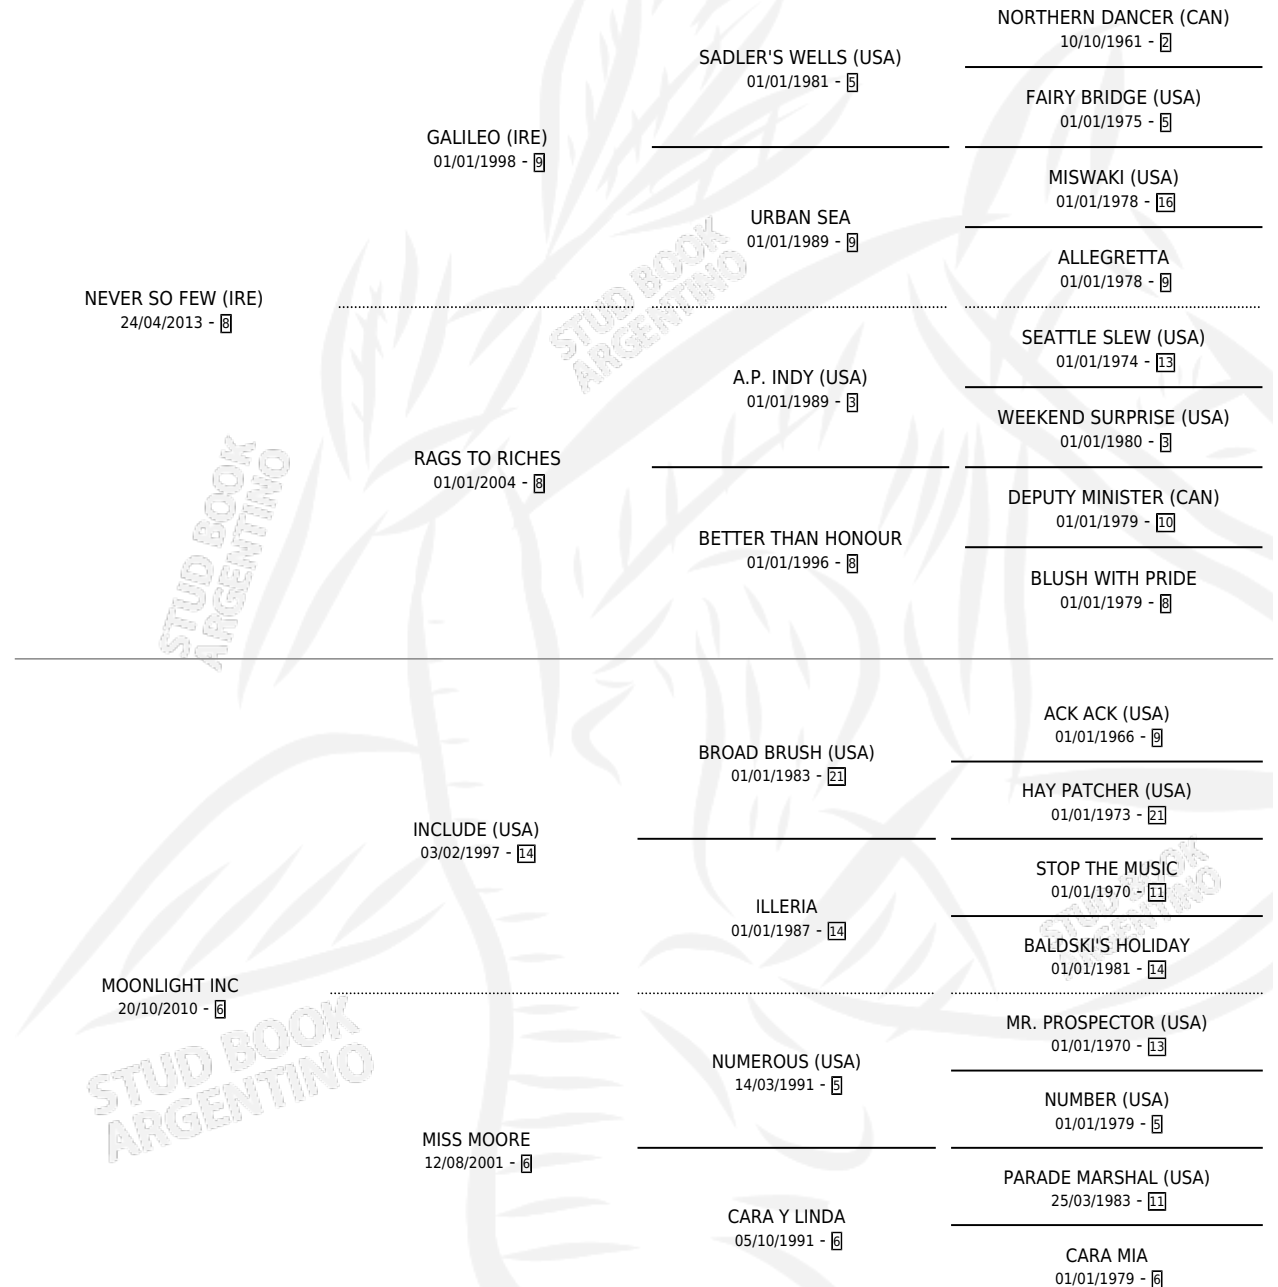 NORTHERN DANCER (CAN)
10/10/1961 - 2
SADLER'S WELLS (USA)
01/01/1981 - 5
FAIRY BRIDGE (USA)
01/01/1975 - 5
GALILEO (IRE)
01/01/1998 - 9
MISWAKI (USA)
01/01/1978 - 16
URBAN SEA
01/01/1989 - 9
ALLEGRETTA
01/01/1978 - 9
NEVER SO FEW (IRE)
24/04/2013 - 8
SEATTLE SLEW (USA)
01/01/1974 - 13
A.P. INDY (USA)
01/01/1989 - 3
WEEKEND SURPRISE (USA)
01/01/1980 - 3
RAGS TO RICHES
01/01/2004 - 8
DEPUTY MINISTER (CAN)
01/01/1979 - 10
BETTER THAN HONOUR
01/01/1996 - 8
BLUSH WITH PRIDE
01/01/1979 - 8
ACK ACK (USA)
01/01/1966 - 9
BROAD BRUSH (USA)
01/01/1983 - 21
HAY PATCHER (USA)
01/01/1973 - 21
INCLUDE (USA)
03/02/1997 - 14
STOP THE MUSIC
01/01/1970 - 11
ILLERIA
01/01/1987 - 14
BALDSKI'S HOLIDAY
01/01/1981 - 14
MOONLIGHT INC
20/10/2010 - 6
MR. PROSPECTOR (USA)
01/01/1970 - 13
NUMEROUS (USA)
14/03/1991 - 5
NUMBER (USA)
01/01/1979 - 5
MISS MOORE
12/08/2001 - 6
PARADE MARSHAL (USA)
25/03/1983 - 11
CARA Y LINDA
05/10/1991 - 6
CARA MIA
01/01/1979 - 6
STUD BOOK
ARGENTINO
STUD BOOK
ARGENTINO
STUD BOOK
ARGENTINO
STUD BOOK
ARGENTINO